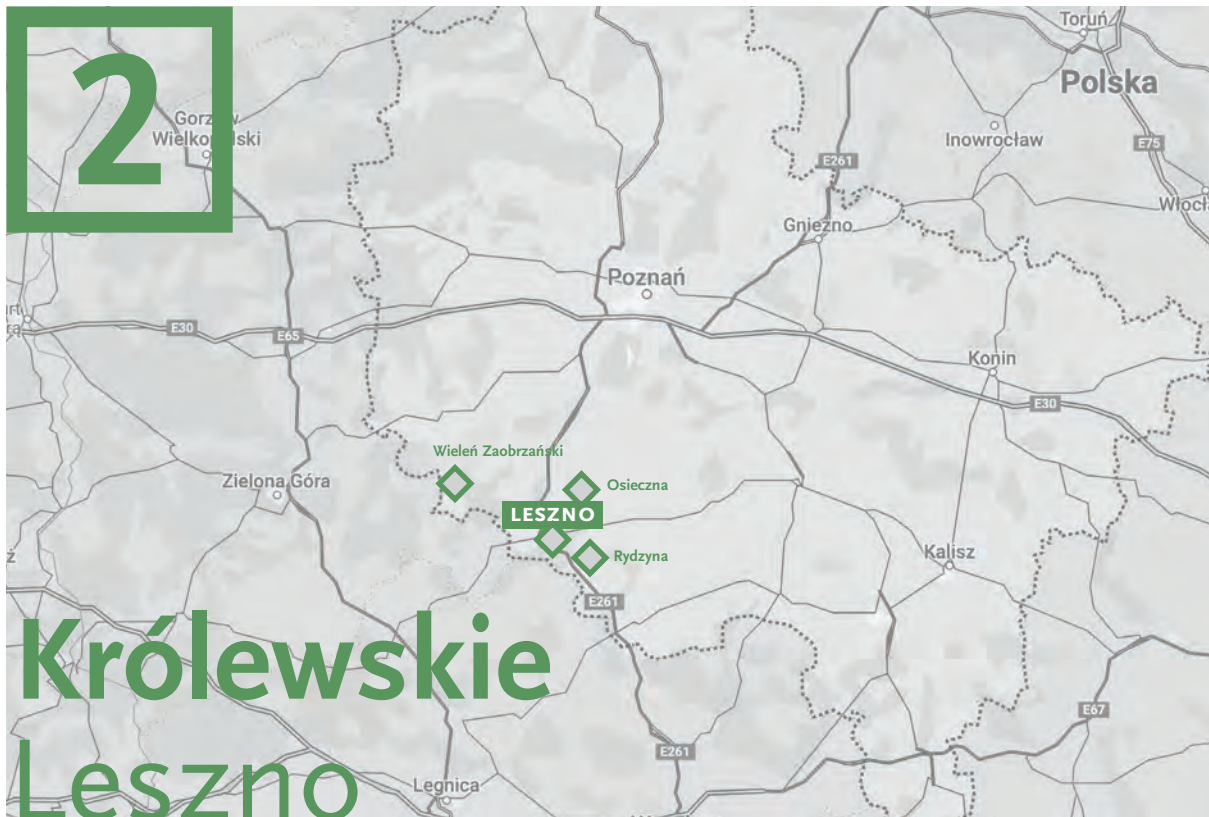 2
Toruń
Polska
Gorzów
Wielkopolski
Inowrocław
E75
E261
Gniezno
Poznań
E30
E65
Konin
E30
Wieleń Zaobrzański
Zielona Góra
Osieczna
LESZNO
Rydzyna
Kalisz
E261
Królewskie
E67
E261
Leszno
Legnica